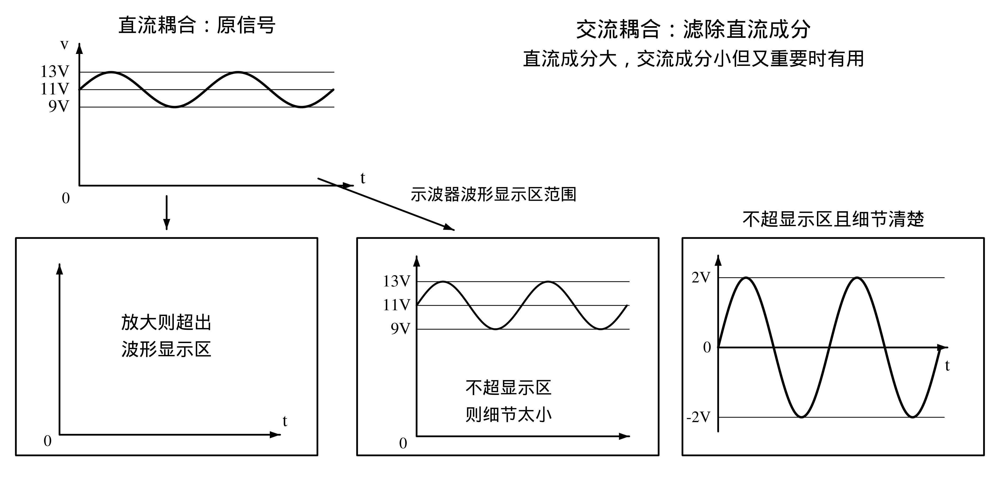 直流耦合：原信号
交流耦合：滤除直流成分
直流成分大，交流成分小但又重要时有用
v
13V
11V
9V
t
0
示波器波形显示区范围
不超显示区且细节清楚
放大则超出
波形显示区
t
0
13V
11V
9V
不超显示区
则细节太小
0
2V
0
t
-2V